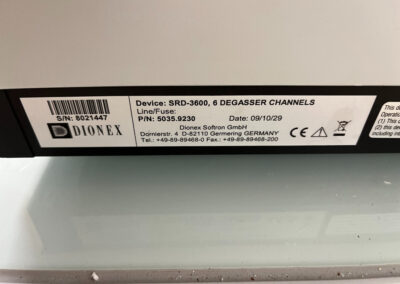 S/N: 8021447
DIONEX
Device: SRD-3600, 6 DEGASSER CHANNELS
Line/Fuse:
P/N: 5035.9230 Date: 09/10/29
Dionex Softron GmbH
Dornierstr. 4 D-82110 Germering GERMANY
Tel.: +49-89-89468-0 Fax.: +49-89-89468-200
CE
This d
Operation
(1) This d
(2) this de
including inte